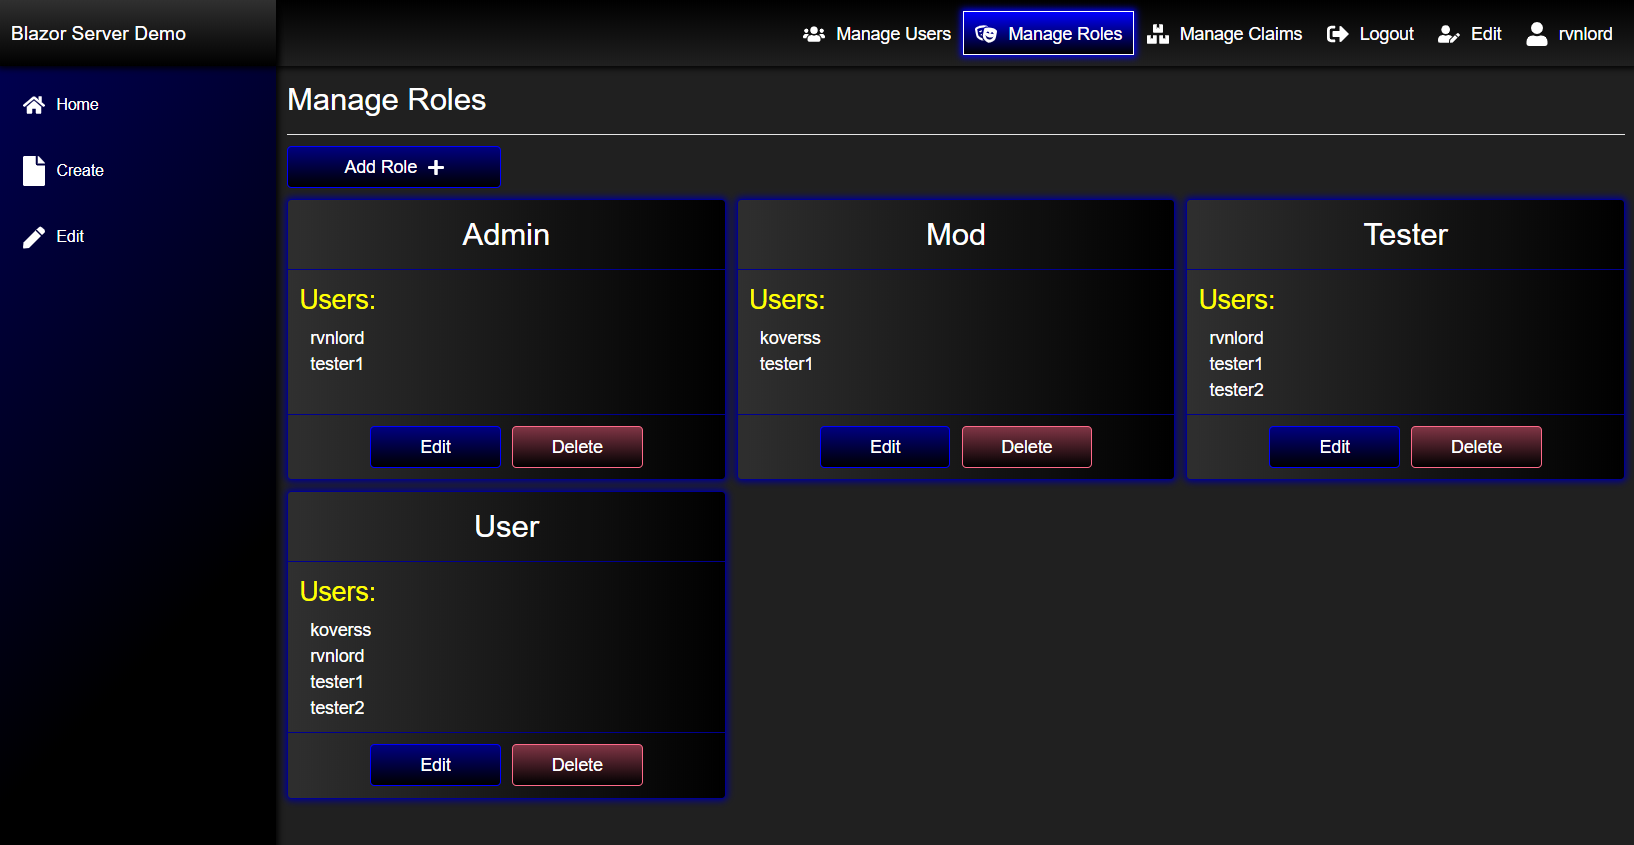 Blazor Server Demo
Manage Users
Manage Roles
Manage Claims
Logout
Edit
rvnlord
Home
Create
Edit
Manage Roles
Add Role
Admin
Users:
rvnlord
tester1
Edit
Delete
Mod
Users:
koverss
tester1
Edit
Delete
Tester
Users:
rvnlord
tester1
tester2
Edit
Delete
User
Users:
koverss
rvnlord
tester1
tester2
Edit
Delete